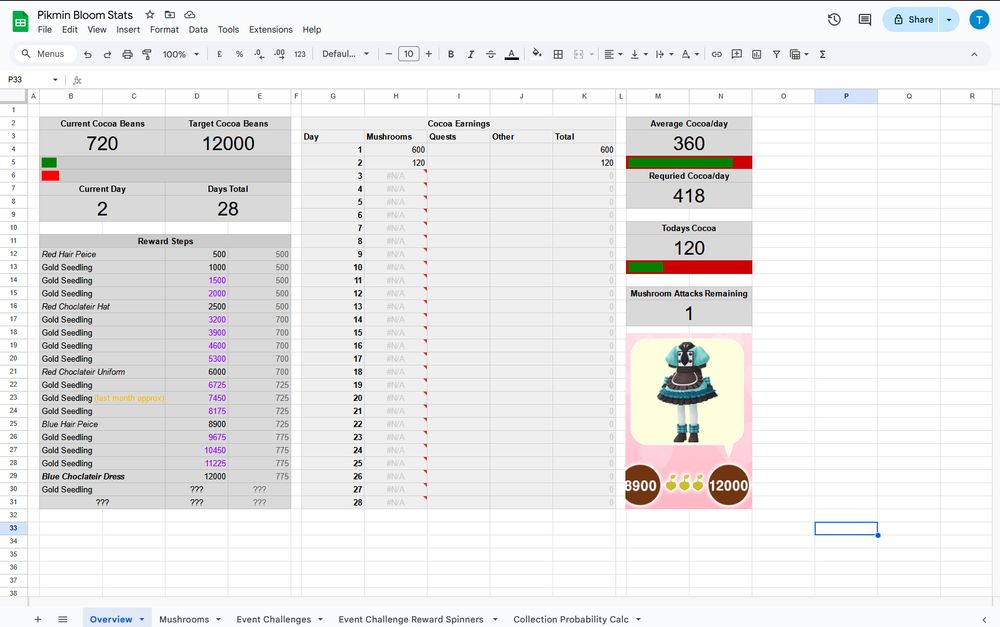 Pikmin Bloom Stats
File Edit View Insert Format Data Tools Extensions Help
Share
T
Menus 100% £ % .0 .00 123 Defaul... 10 B I A
P33
fx
A B C D E F G H I J K L M N O P Q R
1
2 Current Cocoa Beans Target Cocoa Beans Cocoa Earnings Average Cocoa/day
3 720 12000 Day Mushrooms Quests Other Total 360
4 1 600 600
5 2 120 120
6 3 #N/A 0 Requried Cocoa/day
7 Current Day Days Total 4 #N/A 0 418
8 2 28 5 #N/A 0
9 6 #N/A 0
10 7 #N/A 0 Todays Cocoa
11 Reward Steps 8 #N/A 0 120
12 Red Hair Peice 500 500 9 #N/A 0
13 Gold Seedling 1000 500 10 #N/A 0
14 Gold Seedling 1500 500 11 #N/A 0
15 Gold Seedling 2000 500 12 #N/A 0 Mushroom Attacks Remaining
16 Red Choclateir Hat 2500 500 13 #N/A 0 1
17 Gold Seedling 3200 700 14 #N/A 0
18 Gold Seedling 3900 700 15 #N/A 0
19 Gold Seedling 4600 700 16 #N/A 0
20 Gold Seedling 5300 700 17 #N/A 0
21 Red Choclateir Uniform 6000 700 18 #N/A 0
22 Gold Seedling 6725 725 19 #N/A 0
23 Gold Seedling (last month approx) 7450 725 20 #N/A 0
24 Gold Seedling 8175 725 21 #N/A 0
25 Blue Hair Peice 8900 725 22 #N/A 0
26 Gold Seedling 9675 775 23 #N/A 0
27 Gold Seedling 10450 775 24 #N/A 0
28 Gold Seedling 11225 775 25 #N/A 0
29 Blue Choclateir Dress 12000 775 26 #N/A 0 8900 12000
30 Gold Seedling ??? ??? 27 #N/A 0
31 ??? ??? ??? 28 #N/A 0
32
33
34
35
36
37
38
Overview Mushrooms Event Challenges Event Challenge Reward Spinners Collection Probability Calc